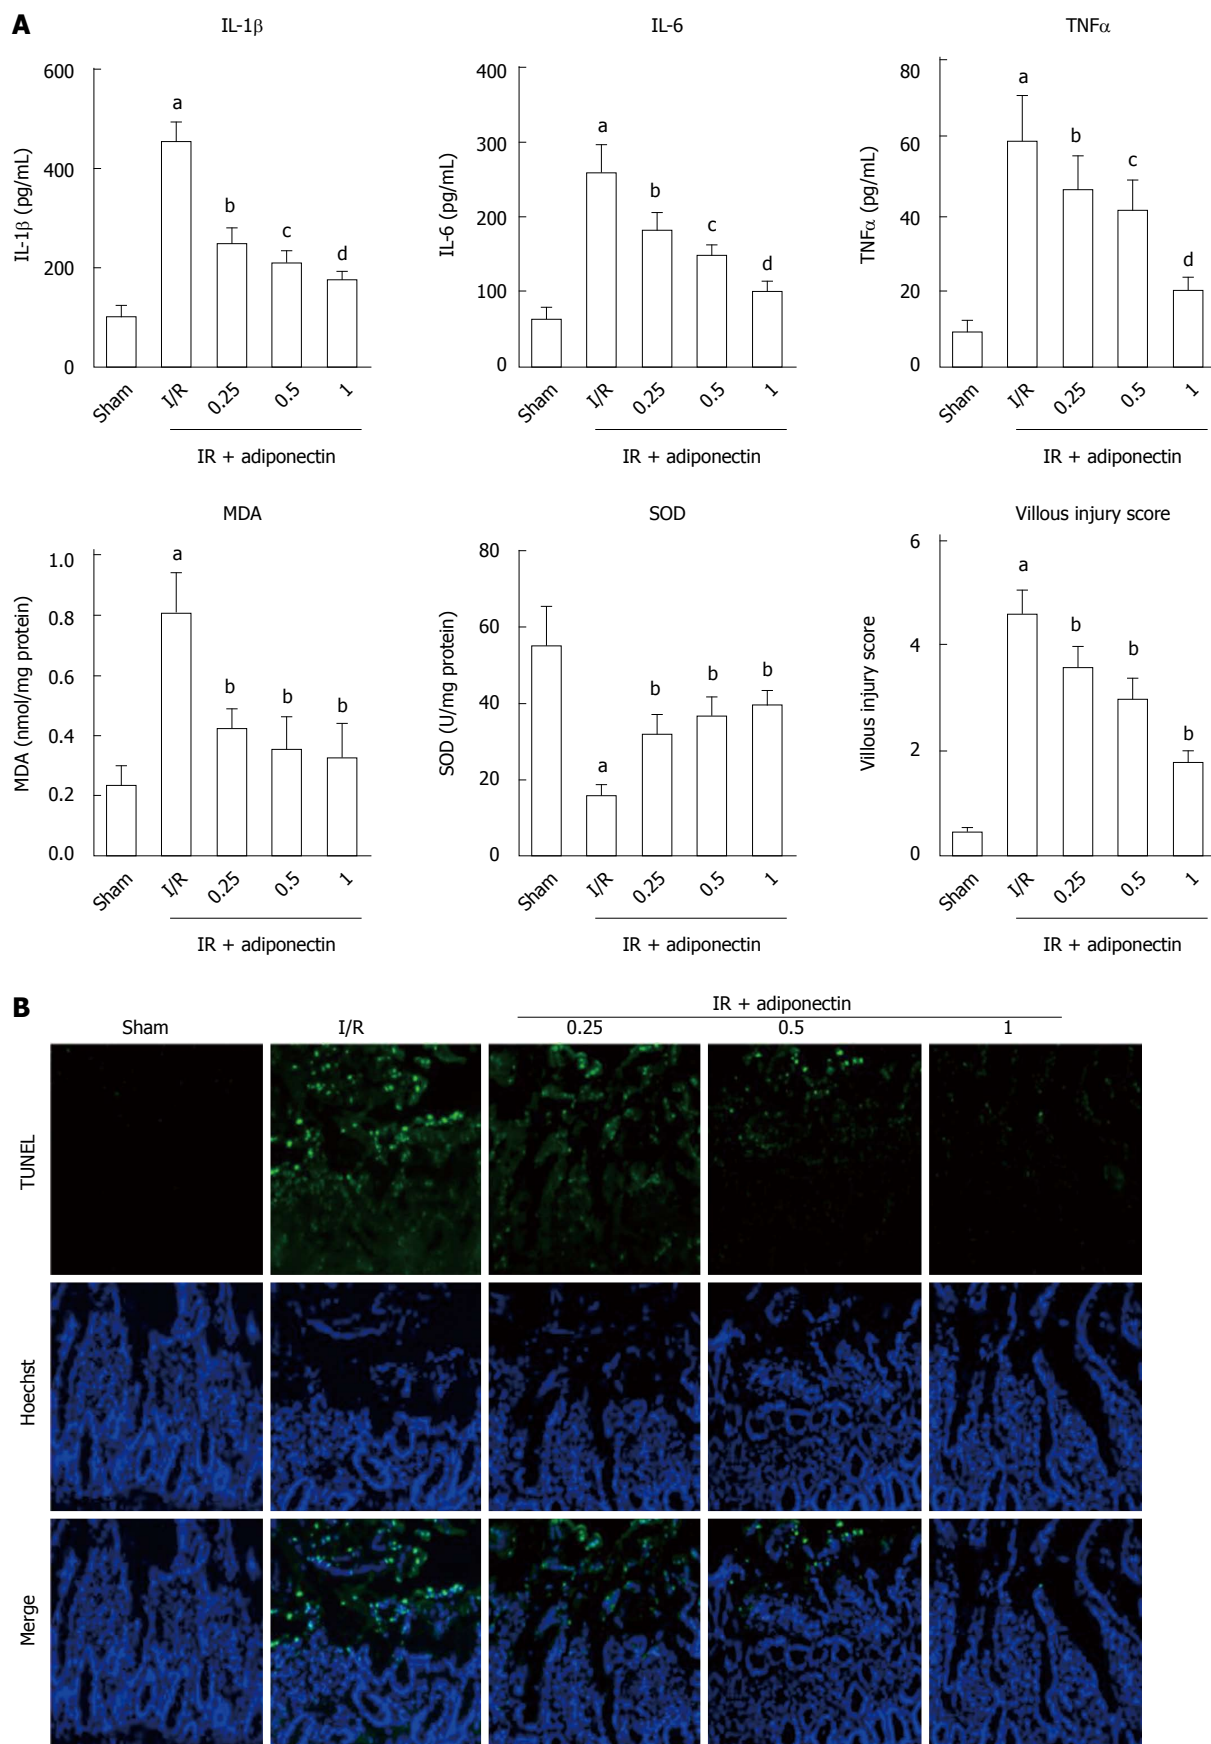 A
IL-1β
IL-6
TNFα
IL-1β (pg/mL)
600
400
200
0
a
b
c
d
Sham
I/R
0.25
0.5
1
IR + adiponectin
IL-6 (pg/mL)
400
300
200
100
0
a
b
c
d
Sham
I/R
0.25
0.5
1
IR + adiponectin
TNFα (pg/mL)
80
60
40
20
0
a
b
c
d
Sham
I/R
0.25
0.5
1
IR + adiponectin
MDA
SOD
Villous injury score
MDA (nmol/mg protein)
1.0
0.8
0.6
0.4
0.2
0.0
a
b
b
b
Sham
I/R
0.25
0.5
1
IR + adiponectin
SOD (U/mg protein)
80
60
40
20
0
a
b
b
b
Sham
I/R
0.25
0.5
1
IR + adiponectin
Villous injury score
6
4
2
0
a
b
b
b
Sham
I/R
0.25
0.5
1
IR + adiponectin
B
IR + adiponectin
Sham
I/R
0.25
0.5
1
TUNEL
Hoechst
Merge